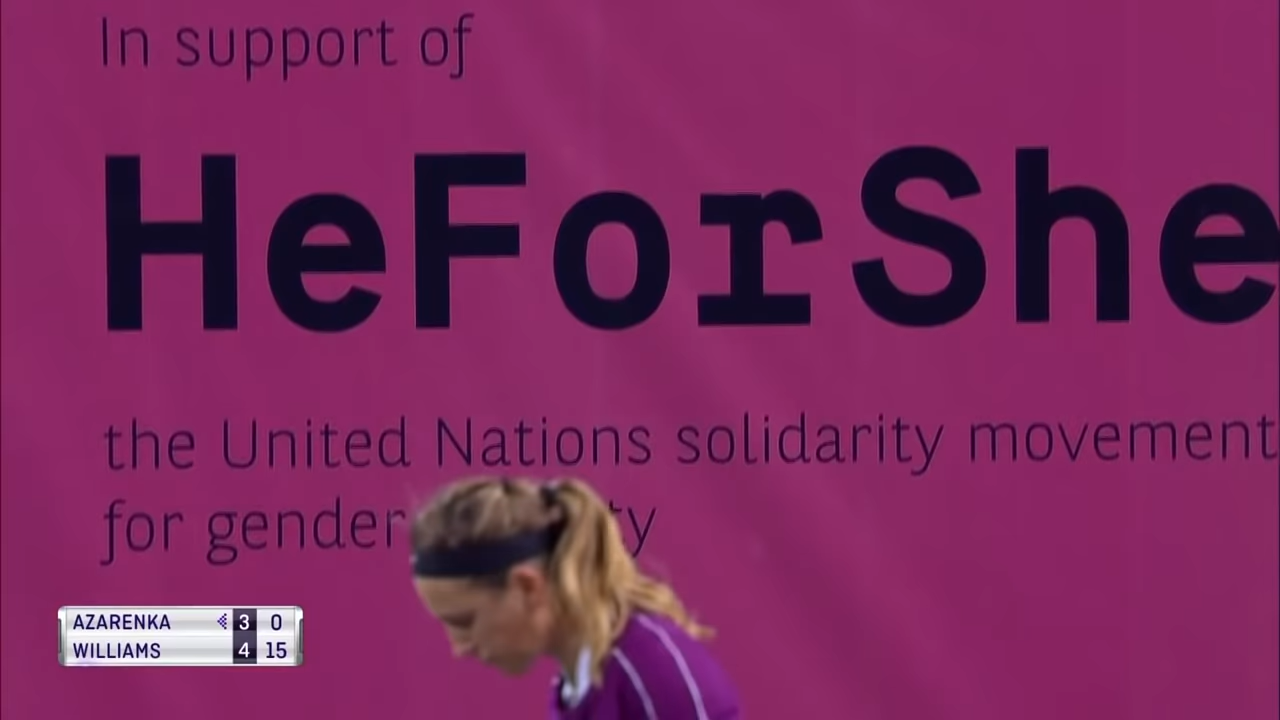 In support of
HeForShe
the United Nations solidarity movement
for gender
AZARENKA 3 0
WILLIAMS 4 15